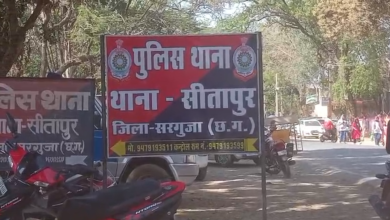 पुलिस थाना
थाना - सीतापुर
जिला-सरगुजा (छ.ग.)
पुलिस थाना
ा-सीतापुर
गुजा (छ.ग.)